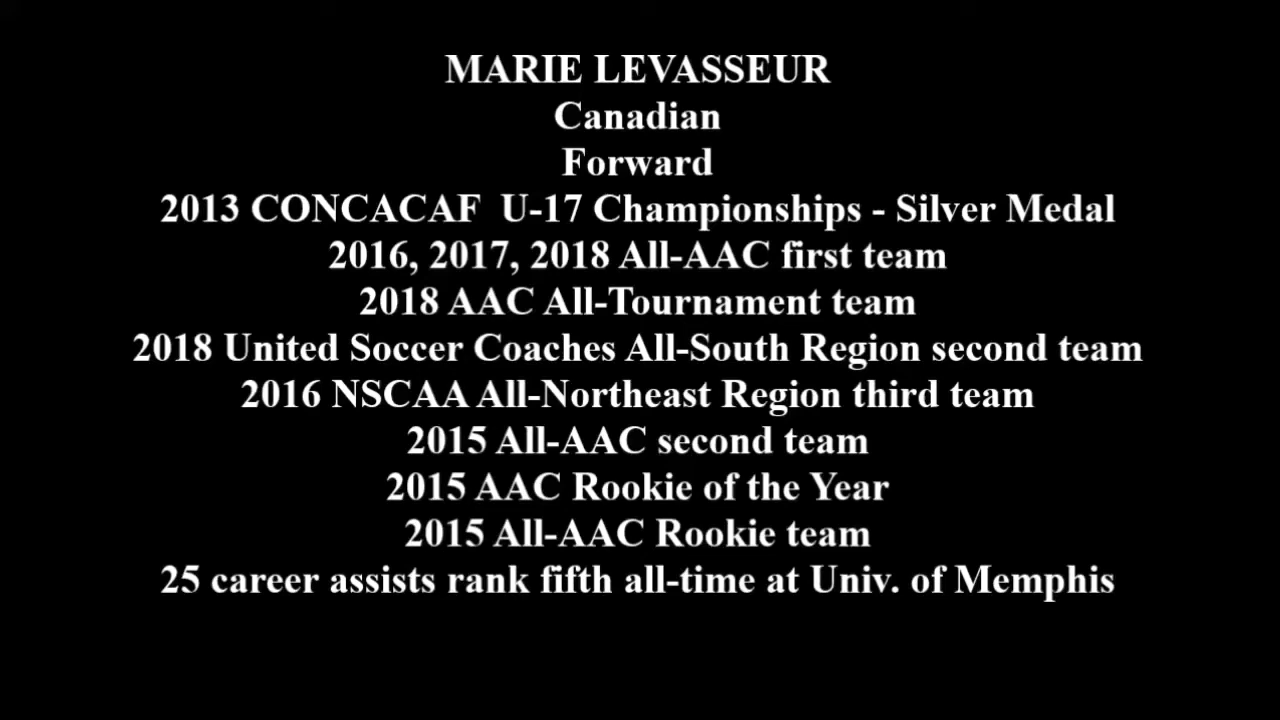 MARIE LEVASSEUR
Canadian
Forward
2013 CONCACAF  U-17 Championships - Silver Medal
2016, 2017, 2018 All-AAC first team
2018 AAC All-Tournament team
2018 United Soccer Coaches All-South Region second team
2016 NSCAA All-Northeast Region third team
2015 All-AAC second team
2015 AAC Rookie of the Year
2015 All-AAC Rookie team
25 career assists rank fifth all-time at Univ. of Memphis